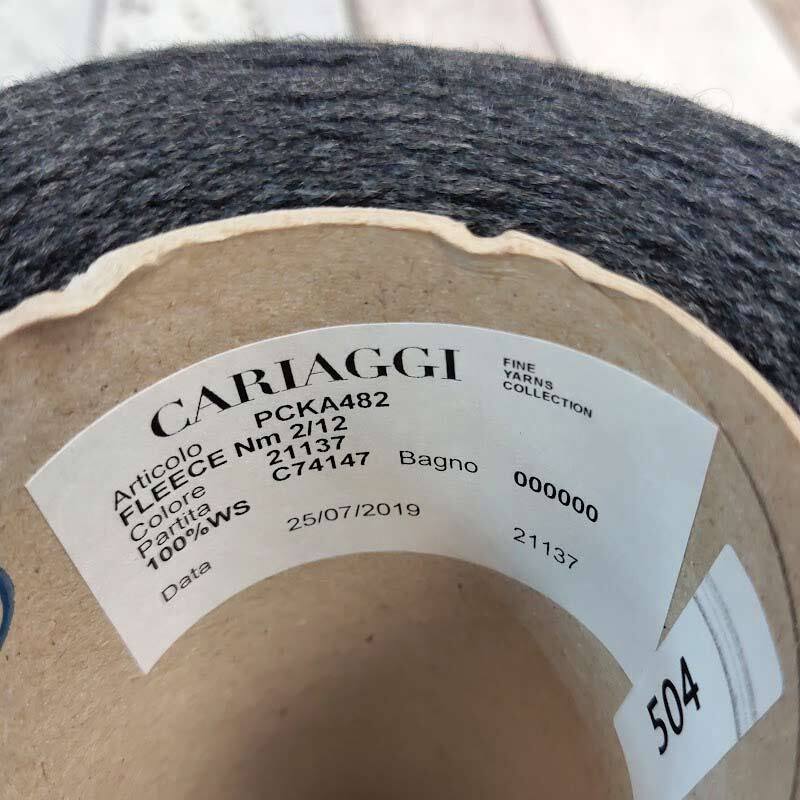 CARIAGGI
FINE
YARNS
COLLECTION
Articolo PCKA482
FLEECE Nm 2/12
Colore 21137
Partita C74147 Bagno 000000
100%WS
Data 25/07/2019 21137
504